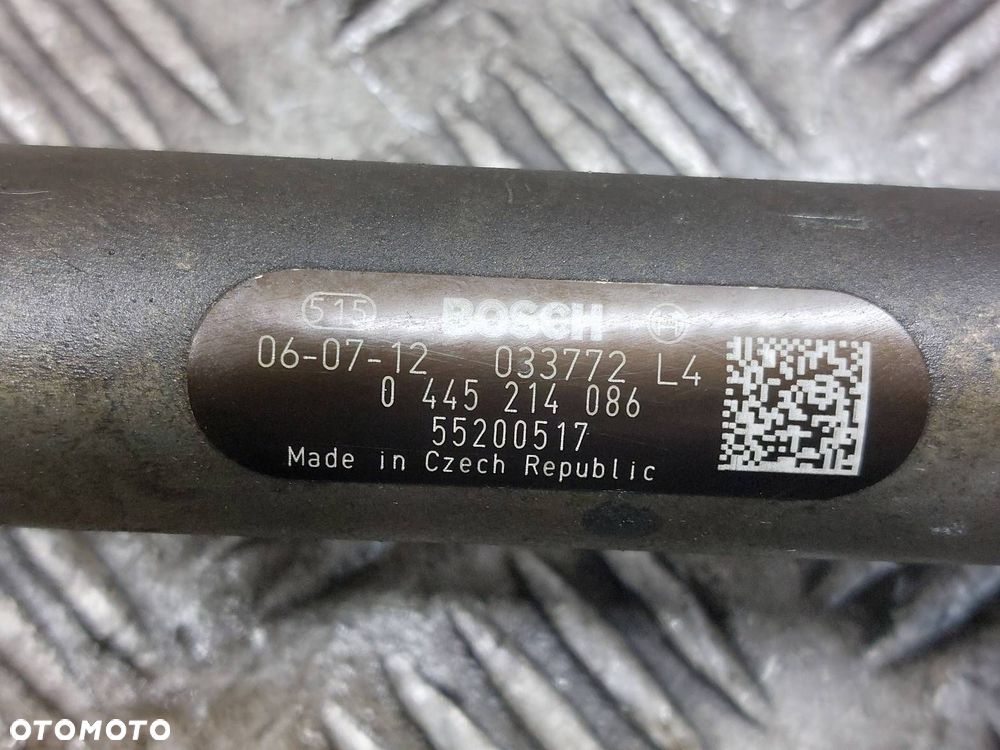 515 BOSCH
06-07-12 033772 L4
0 445 214 086
55200517
Made in Czech Republic
OTOMOTO